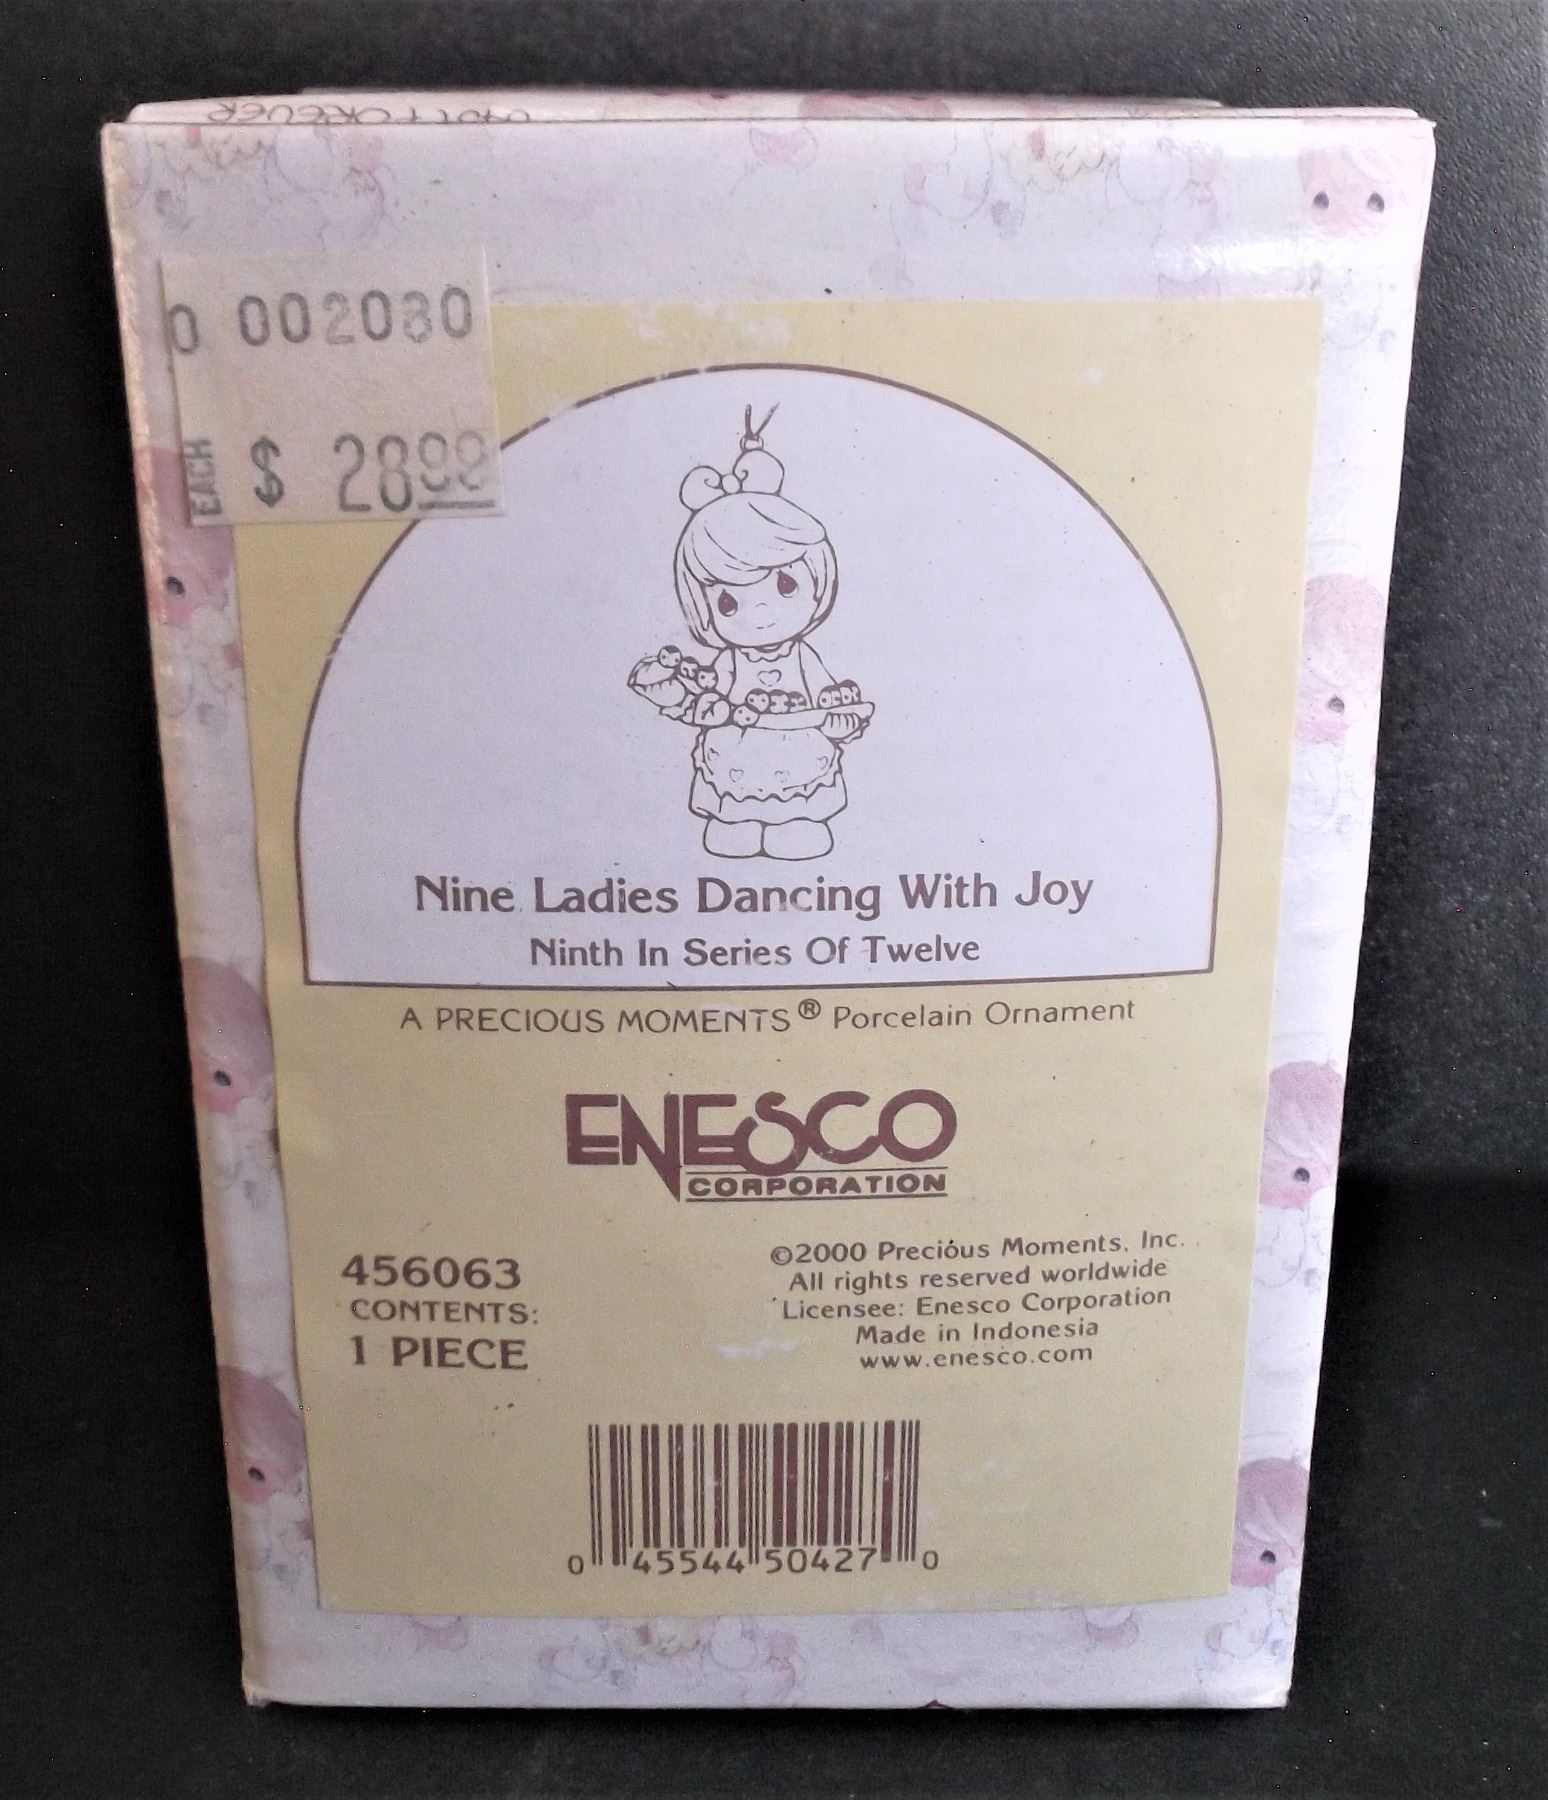 0 002080
EACH $ 28
Nine Ladies Dancing With Joy
Ninth In Series Of Twelve
A PRECIOUS MOMENTS® Porcelain Ornament
ENESCO
CORPORATION
456063
CONTENTS:
1 PIECE
©2000 Precious Moments, Inc.
All rights reserved worldwide
Licensee: Enesco Corporation
Made in Indonesia
www.enesco.com
0 45544 50427 0